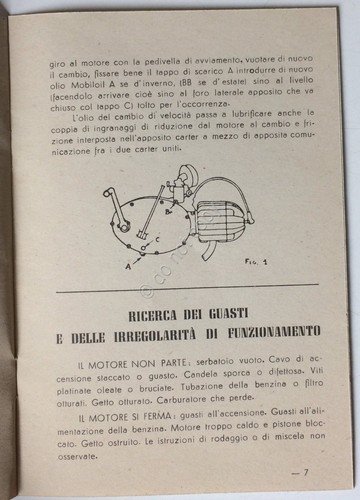 giro al motore con la pedivella di avviamento, vuotare di nuovo
il cambio, fissare bene il tappo di scarico A introdurre di nuovo
olio Mobiloil A se d'inverno, (BB se d'estate) sino al livello
(facendolo arrivare cioè sino al foro laterale apposito che va
chiuso col tappo C) tolto per l'occorrenza.
L'olio del cambio di velocità passa a lubrificare anche la
coppia di ingranaggi di riduzione dal motore al cambio e fri-
zione interposta nell'apposito carter a mezzo di apposita comu-
nicazione fra i due carter uniti.
B
C
A
Fig. 1
RICERCA DEI GUASTI
E DELLE IRREGOLARITÀ DI FUNZIONAMENTO
IL MOTORE NON PARTE: serbatoio vuoto. Cavo di ac-
censione staccato o guasto. Candela sporca o difettosa. Viti
platinate oleate o bruciate. Tubazione della benzina o filtro
otturati. Getto otturato. Carburatore che perde.
IL MOTORE SI FERMA: guasti all'accensione. Guasti all'ali-
mentazione della benzina. Motore troppo caldo e pistone bloc-
cato. Getto ostruito. Le istruzioni di rodaggio o di miscela non
osservate.
— 7